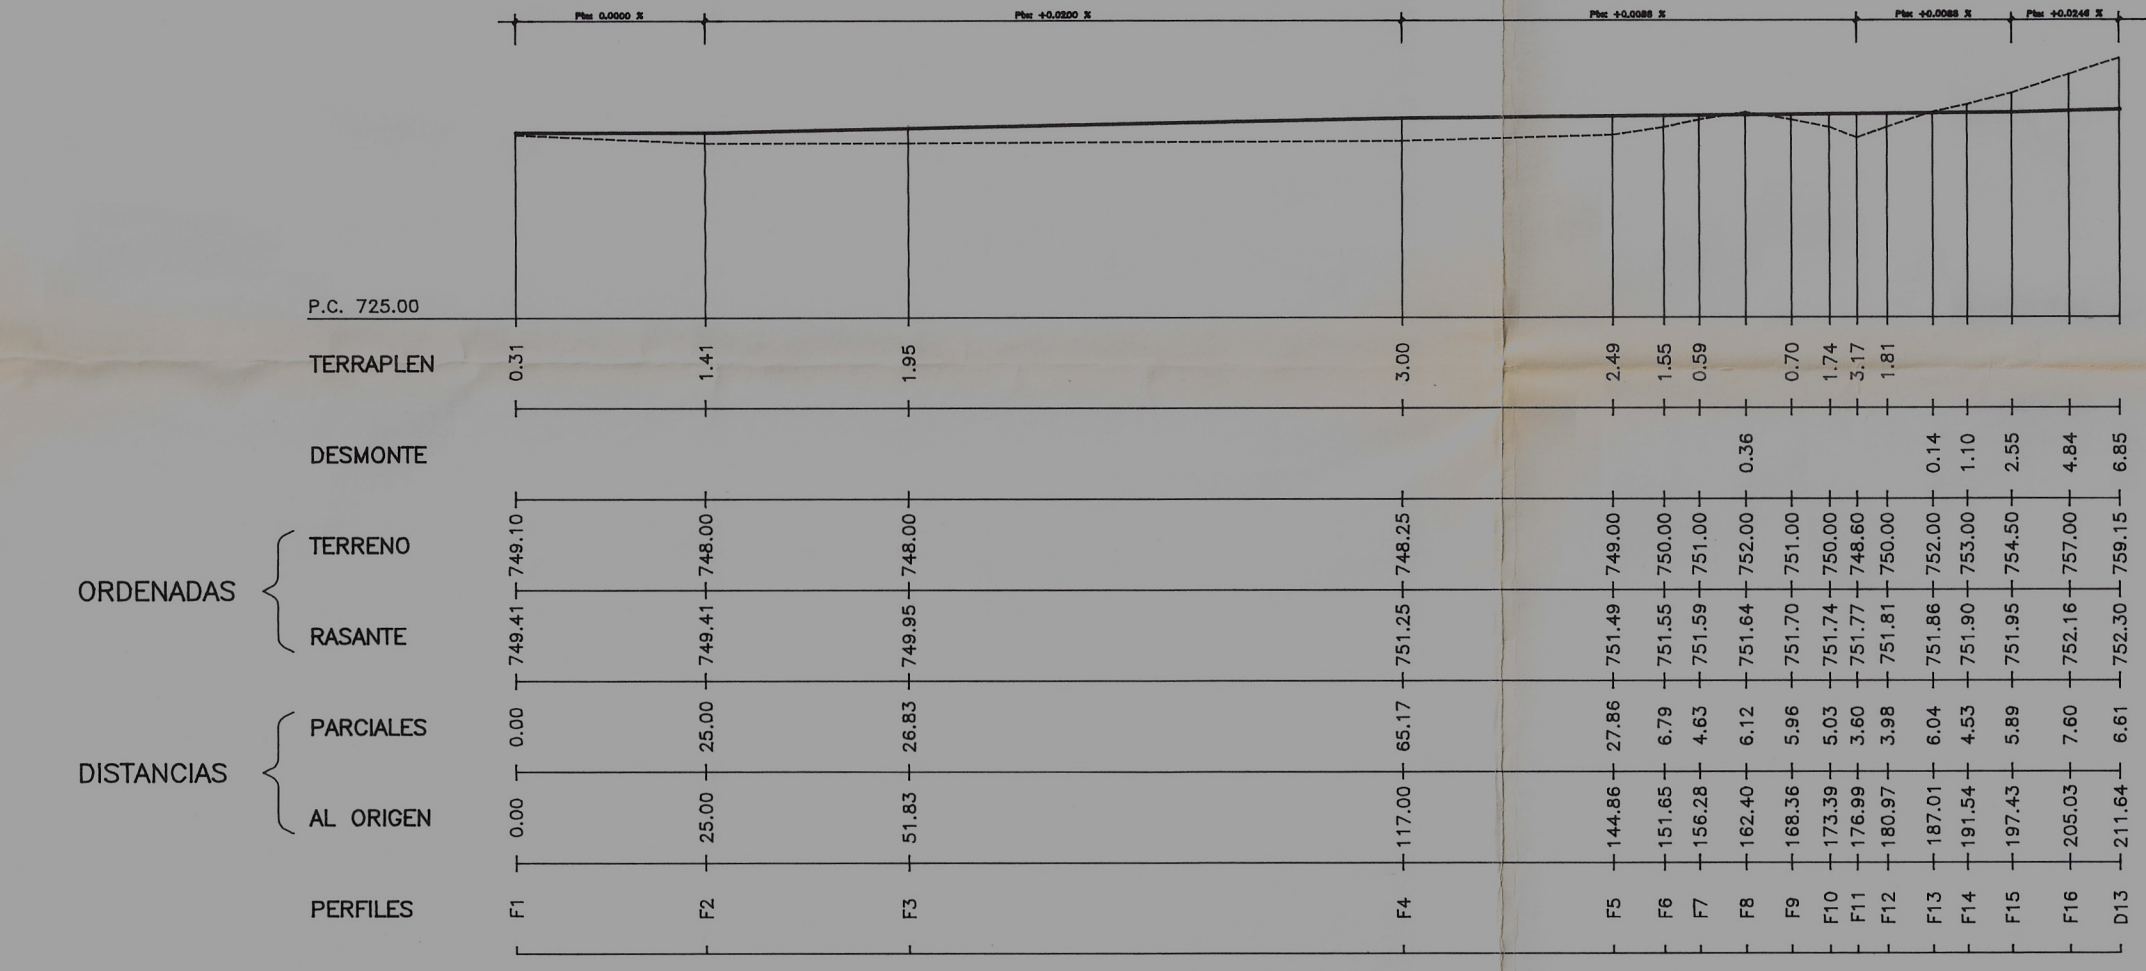 Pte: 0.0000 % Pte: +0.0200 % Pte: +0.0086 % Pte: +0.0088 % Pte: +0.0246 %
P.C. 725.00
TERRAPLEN 0.31 1.41 1.95 3.00 2.49 1.55 0.59 0.70 1.74 3.17 1.81
DESMONTE 0.36 0.14 1.10 2.55 4.84 6.85
ORDENADAS
TERRENO 749.10 748.00 748.00 748.25 749.00 750.00 751.00 752.00 751.00 750.00 748.60 750.00 752.00 753.00 754.50 757.00 759.15
RASANTE 749.41 749.41 749.95 751.25 751.49 751.55 751.59 751.64 751.70 751.74 751.77 751.81 751.86 751.90 751.95 752.16 752.30
DISTANCIAS
PARCIALES 0.00 25.00 26.83 65.17 27.86 6.79 4.63 6.12 5.96 5.03 3.60 3.98 6.04 4.53 5.89 7.60 6.61
AL ORIGEN 0.00 25.00 51.83 117.00 144.86 151.65 156.28 162.40 168.36 173.39 176.99 180.97 187.01 191.54 197.43 205.03 211.64
PERFILES F1 F2 F3 F4 F5 F6 F7 F8 F9 F10 F11 F12 F13 F14 F15 F16 D13